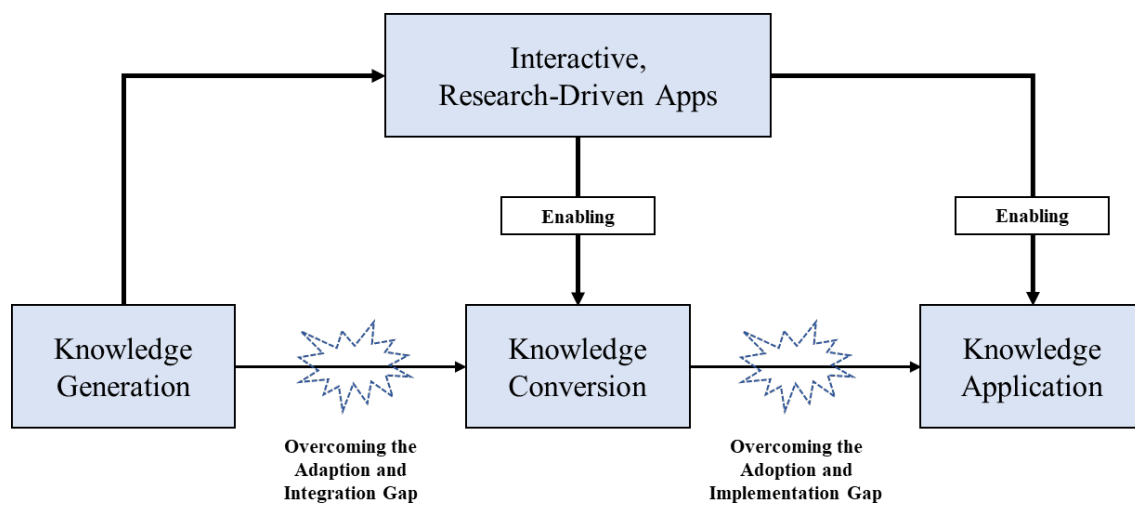 Interactive,
Research-Driven Apps
Enabling
Enabling
Knowledge
Generation
Knowledge
Conversion
Knowledge
Application
Overcoming the
Adaption and
Integration Gap
Overcoming the
Adoption and
Implementation Gap